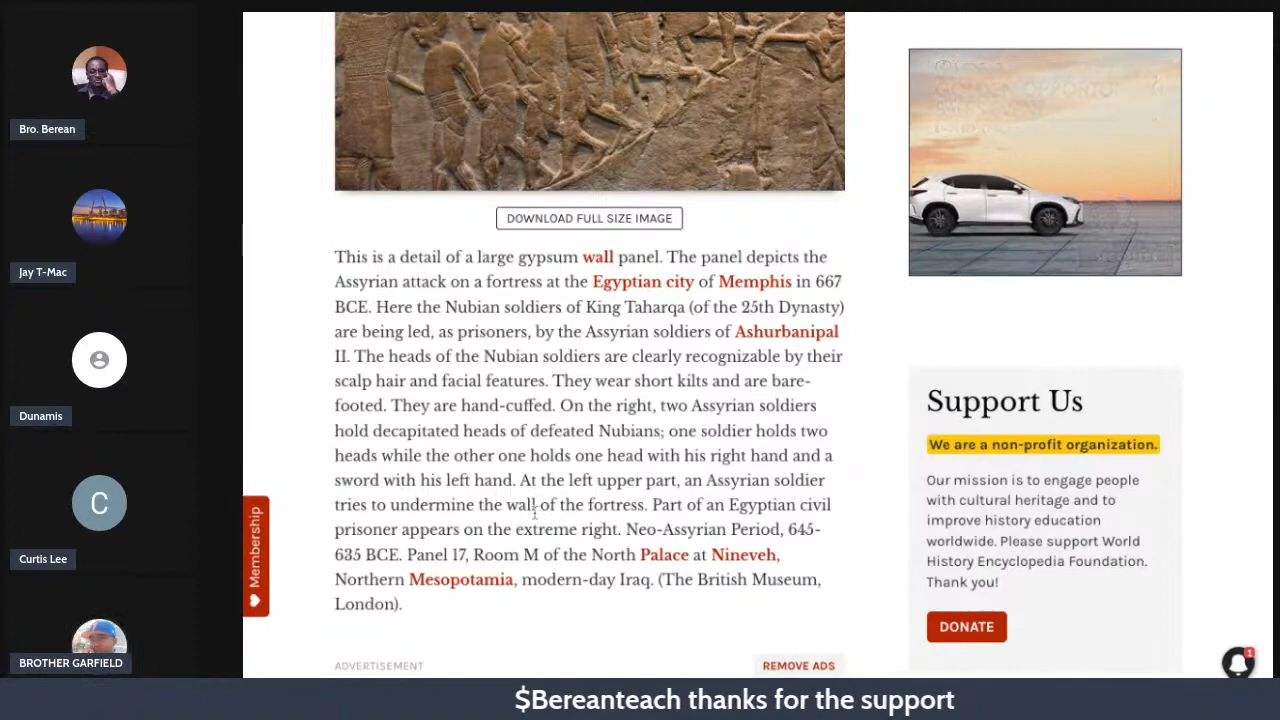 Bro. Berean
Jay T-Mac
Dunamis
C
Curtis Lee
BROTHER GARFIELD
Membership
DOWNLOAD FULL SIZE IMAGE
This is a detail of a large gypsum wall panel. The panel depicts the
Assyrian attack on a fortress at the Egyptian city of Memphis in 667
BCE. Here the Nubian soldiers of King Taharqa (of the 25th Dynasty)
are being led, as prisoners, by the Assyrian soldiers of Ashurbanipal
II. The heads of the Nubian soldiers are clearly recognizable by their
scalp hair and facial features. They wear short kilts and are bare-
footed. They are hand-cuffed. On the right, two Assyrian soldiers
hold decapitated heads of defeated Nubians; one soldier holds two
heads while the other one holds one head with his right hand and a
sword with his left hand. At the left upper part, an Assyrian soldier
tries to undermine the wall of the fortress. Part of an Egyptian civil
prisoner appears on the extreme right. Neo-Assyrian Period, 645-
635 BCE. Panel 17, Room M of the North Palace at Nineveh,
Northern Mesopotamia, modern-day Iraq. (The British Museum,
London).
ADVERTISEMENT
REMOVE ADS
Support Us
We are a non-profit organization.
Our mission is to engage people
with cultural heritage and to
improve history education
worldwide. Please support World
History Encyclopedia Foundation.
Thank you!
DONATE
1
$Bereanteach thanks for the support